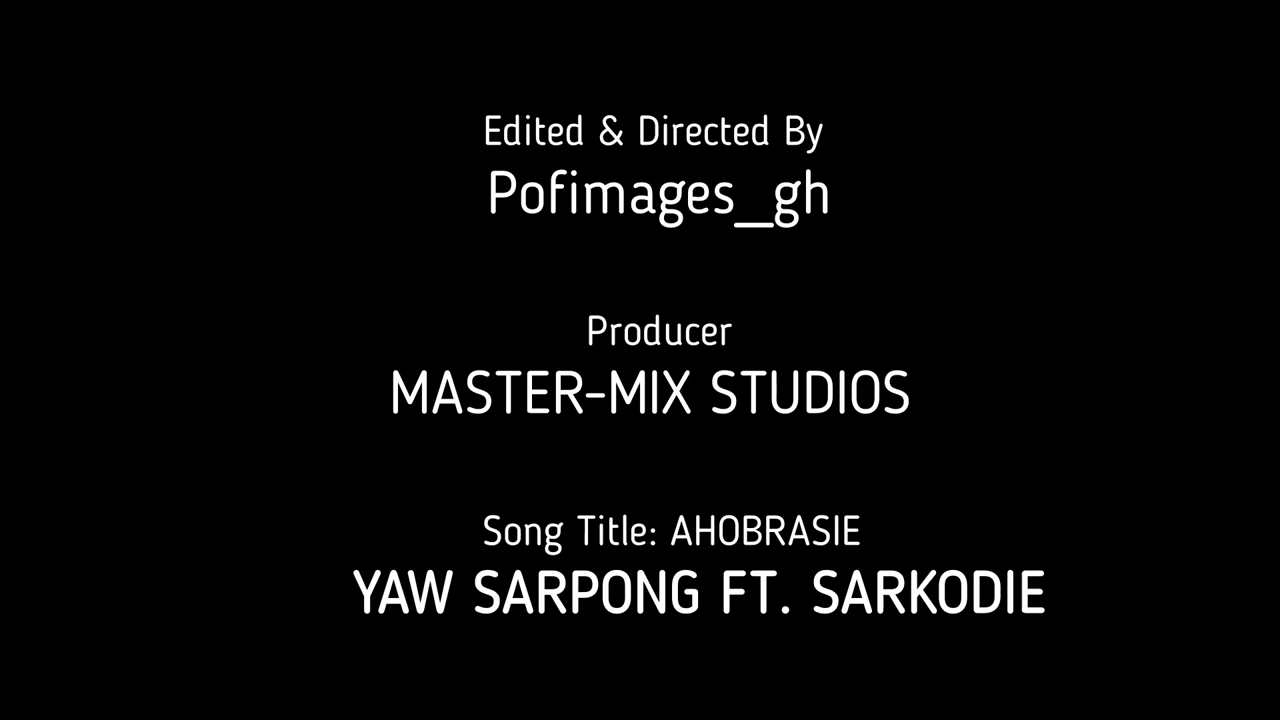 Edited & Directed By
Pofimages_gh
Producer
MASTER-MIX STUDIOS
Song Title: AHOBRASIE
YAW SARPONG FT. SARKODIE